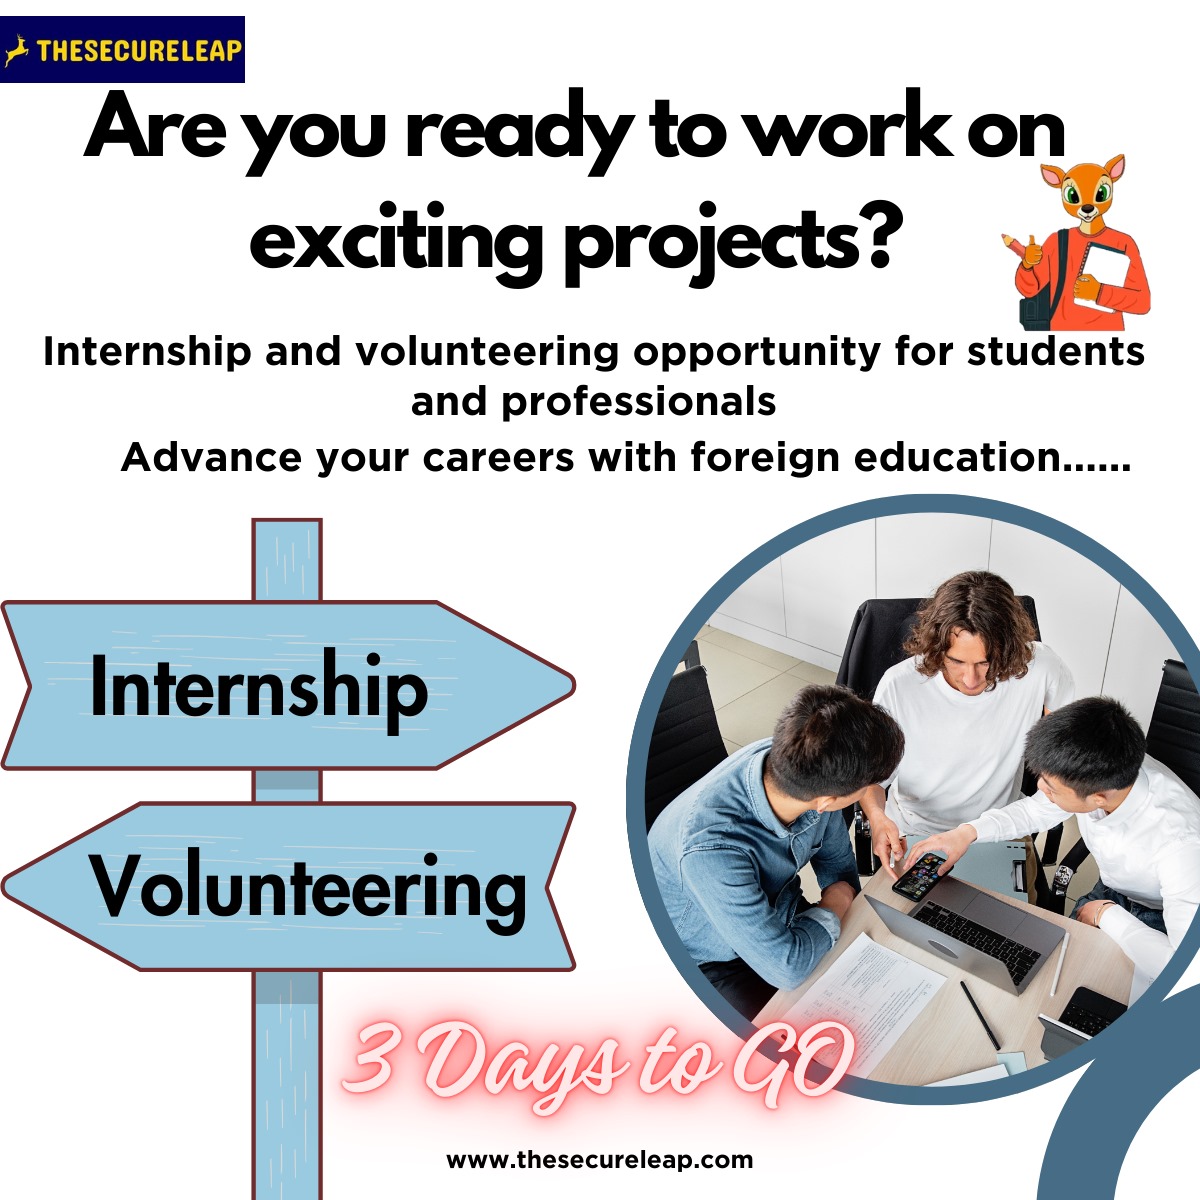 THESECURELEAP
Are you ready to work on
exciting projects?
Internship and volunteering opportunity for students
and professionals
Advance your careers with foreign education......
Internship
Volunteering
3 Days to GO
www.thesecureleap.com